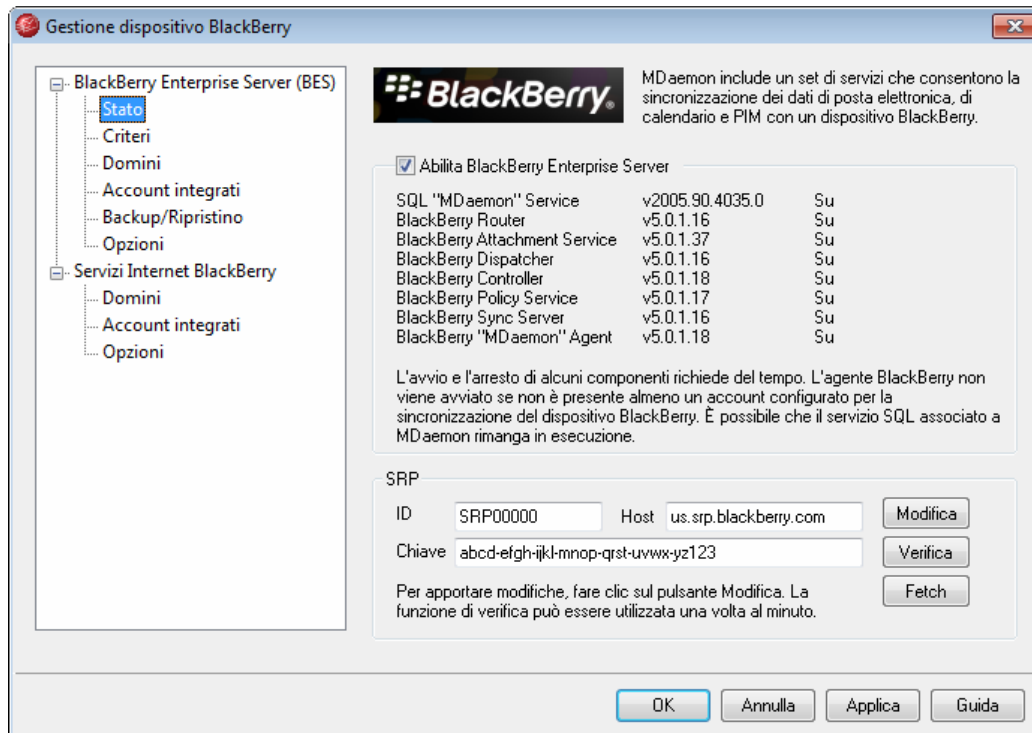 Gestione dispositivo BlackBerry
BlackBerry Enterprise Server (BES)
Stato
Criteri
Domini
Account integrati
Backup/Ripristino
Opzioni
Servizi Internet BlackBerry
Domini
Account integrati
Opzioni
BlackBerry®
MDaemon include un set di servizi che consentono la
sincronizzazione dei dati di posta elettronica, di
calendario e PIM con un dispositivo BlackBerry.
Abilita BlackBerry Enterprise Server
SQL "MDaemon" Service v2005.90.4035.0 Su
BlackBerry Router v5.0.1.16 Su
BlackBerry Attachment Service v5.0.1.37 Su
BlackBerry Dispatcher v5.0.1.16 Su
BlackBerry Controller v5.0.1.18 Su
BlackBerry Policy Service v5.0.1.17 Su
BlackBerry Sync Server v5.0.1.16 Su
BlackBerry "MDaemon" Agent v5.0.1.18 Su
L'avvio e l'arresto di alcuni componenti richiede del tempo. L'agente BlackBerry non
viene avviato se non è presente almeno un account configurato per la
sincronizzazione del dispositivo BlackBerry. È possibile che il servizio SQL associato a
MDaemon rimanga in esecuzione.
SRP
ID SRP00000 Host us.srp.blackberry.com Modifica
Chiave abcd-efgh-ijkl-mnop-qrst-uvwx-yz123 Verifica
Per apportare modifiche, fare clic sul pulsante Modifica. La
funzione di verifica può essere utilizzata una volta al minuto.
Fetch
OK Annulla Applica Guida